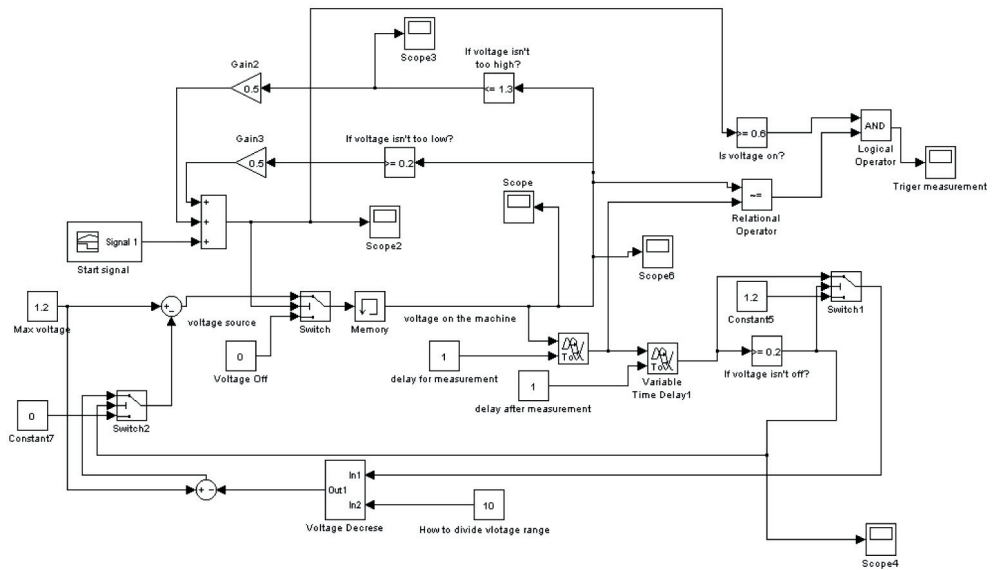 Scope3
If voltage isn't
too high?
<= 1.3
Gain2
0.5
Gain3
0.5
If voltage isn't too low?
>= 0.2
>= 0.6
Is voltage on?
AND
Logical
Operator
Triger measurement
Scope
~=
Relational
Operator
+
+
+
Scope2
Signal 1
Start signal
Scope6
1.2
Max voltage
+
-
voltage source
Switch
Memory
voltage on the machine
0
Voltage Off
1
delay for measurement
To
1
delay after measurement
To
Variable
Time Delay1
1.2
Constant5
Switch1
>= 0.2
If voltage isn't off?
0
Constant7
Switch2
+ -
In1
Out1
In2
Voltage Decrese
10
How to divide vlotage range
Scope4